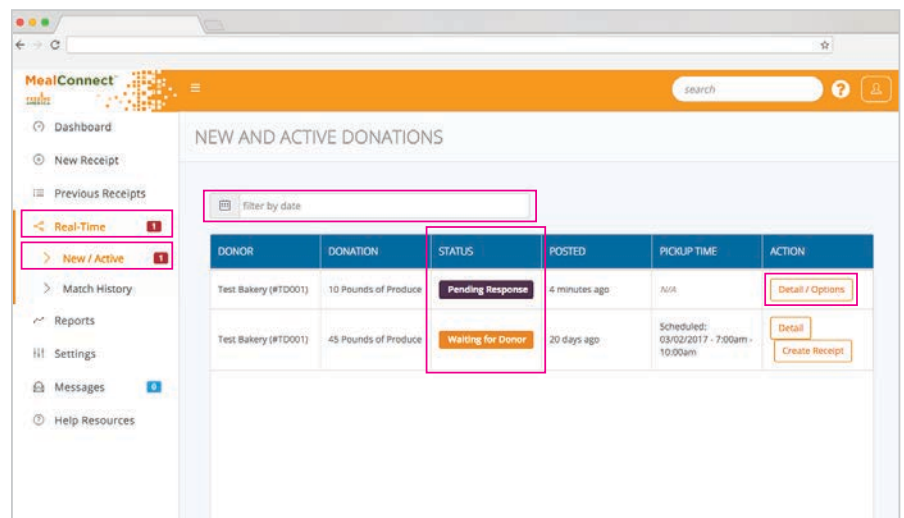 MealConnect
search
?
Dashboard
New Receipt
Previous Receipts
Real-Time 1
New / Active 1
Match History
Reports
Settings
Messages 0
Help Resources
NEW AND ACTIVE DONATIONS
filter by date
DONOR DONATION STATUS POSTED PICKUP TIME ACTION
Test Bakery (#TD001) 10 Pounds of Produce Pending Response 4 minutes ago N/A Detail / Options
Test Bakery (#TD001) 45 Pounds of Produce Waiting for Donor 20 days ago Scheduled:
03/02/2017 - 7:00am -
10:00am
Detail
Create Receipt